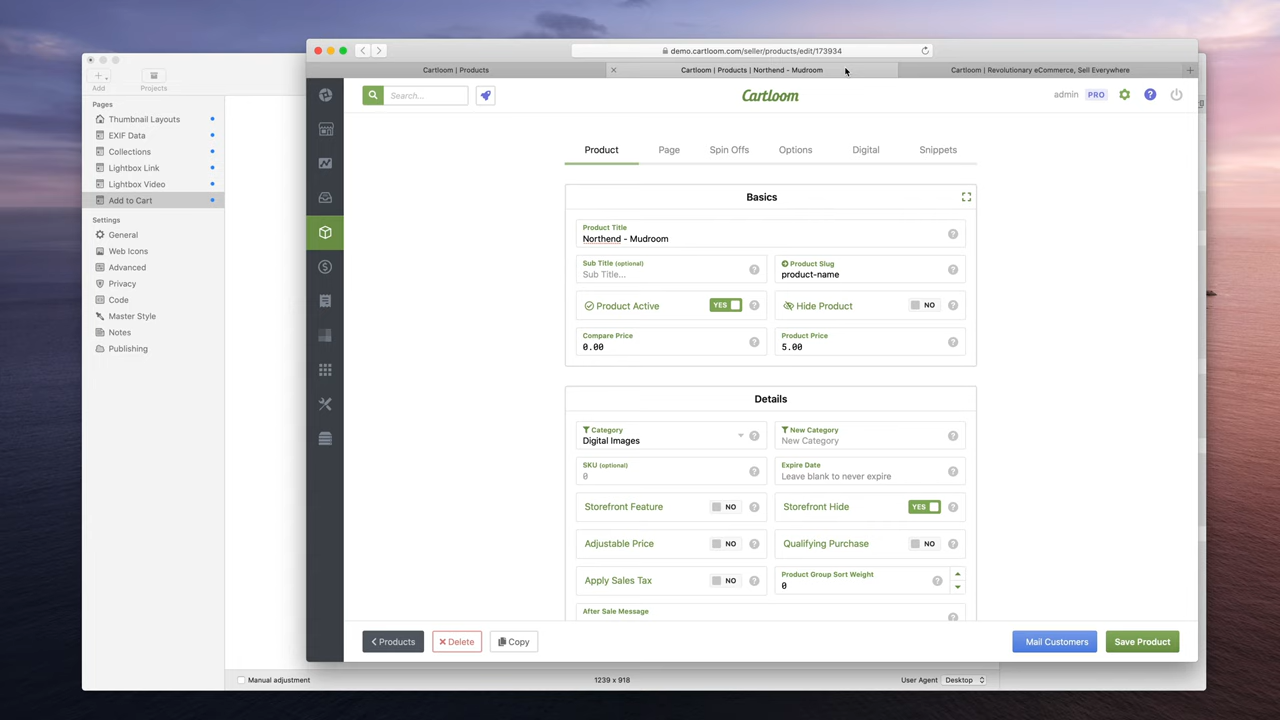 demo.cartloom.com/seller/products/edit/173934
Cartloom | Products
Cartloom | Products | Northend - Mudroom
Cartloom | Revolutionary eCommerce, Sell Everywhere
Add
Projects
Search...
Cartloom
admin
PRO
Pages
Thumbnail Layouts
EXIF Data
Collections
Lightbox Link
Lightbox Video
Add to Cart
Settings
General
Web Icons
Advanced
Privacy
Code
Master Style
Notes
Publishing
Product
Page
Spin Offs
Options
Digital
Snippets
Basics
Product Title
Northend - Mudroom
Sub Title (optional)
Sub Title...
Product Slug
product-name
Product Active
YES
Hide Product
NO
Compare Price
0.00
Product Price
5.00
Details
Category
Digital Images
New Category
New Category
SKU (optional)
0
Expire Date
Leave blank to never expire
Storefront Feature
NO
Storefront Hide
YES
Adjustable Price
NO
Qualifying Purchase
NO
Apply Sales Tax
NO
Product Group Sort Weight
0
After Sale Message
Products
Delete
Copy
Mail Customers
Save Product
Manual adjustment
1239 x 918
User Agent
Desktop